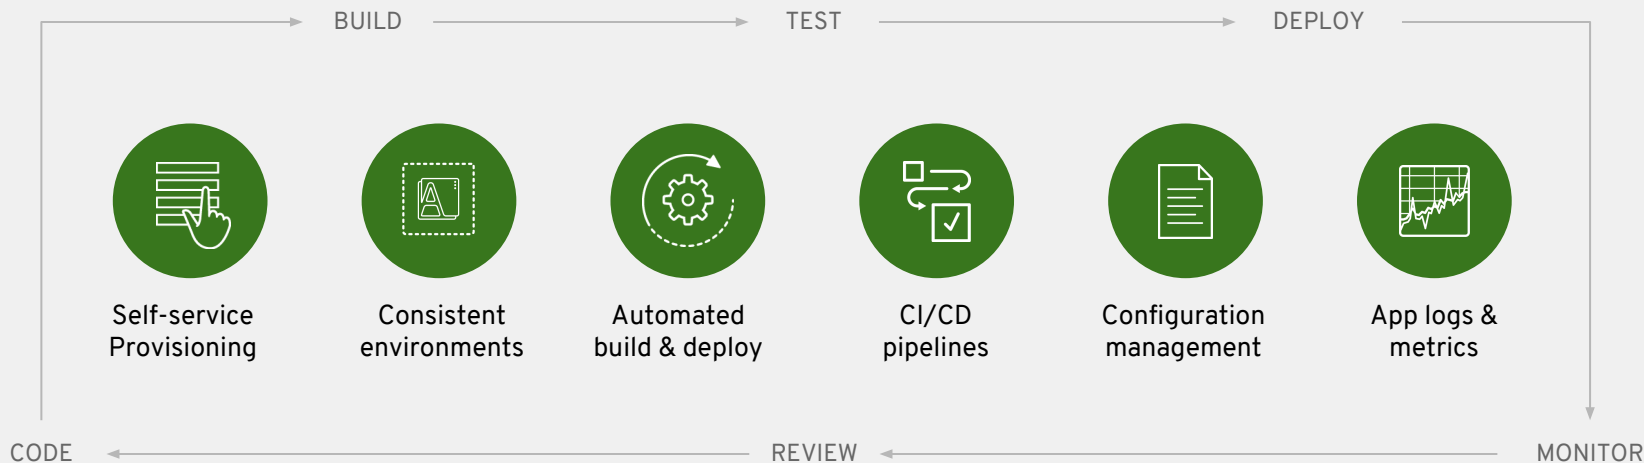 BUILD
TEST
DEPLOY
Self-service
Provisioning
Consistent
environments
Automated
build & deploy
CI/CD
pipelines
Configuration
management
App logs &
metrics
CODE
REVIEW
MONITOR